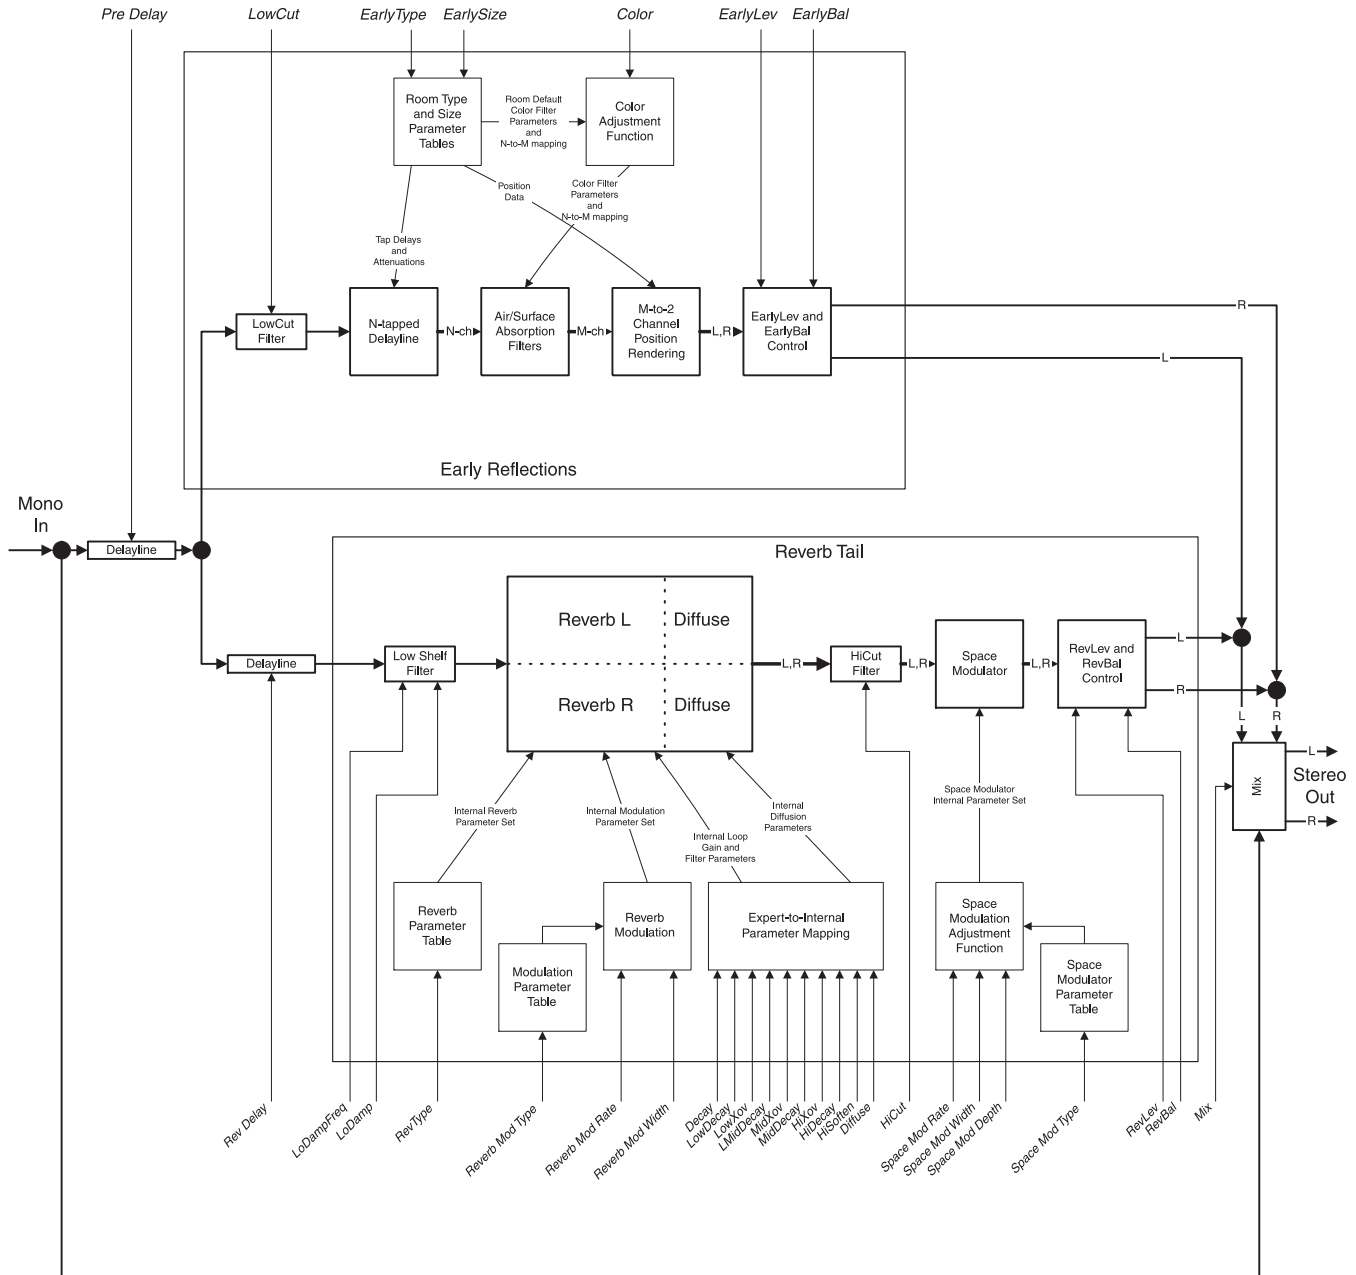 Pre Delay
LowCut
EarlyType
EarlySize
Color
EarlyLev
EarlyBal
Room Type
and Size
Parameter
Tables
Room Default
Color Filter
Parameters
and
N-to-M mapping
Color
Adjustment
Function
Position
Data
Color Filter
Parameters
and
N-to-M mapping
Tap Delays
and
Attenuations
LowCut
Filter
N-tapped
Delayline
N-ch
Air/Surface
Absorption
Filters
M-ch
M-to-2
Channel
Position
Rendering
L,R
EarlyLev and
EarlyBal
Control
R
L
Early Reflections
Mono
In
Delayline
Reverb Tail
Delayline
Low Shelf
Filter
Reverb L
Diffuse
Reverb R
Diffuse
L,R
HiCut
Filter
L,R
Space
Modulator
L,R
RevLev and
RevBal
Control
L
R
L
R
Mix
L
R
Stereo
Out
Internal Reverb
Parameter Set
Internal Modulation
Parameter Set
Internal Loop
Gain and
Filter Parameters
Internal
Diffusion
Parameters
Space Modulator
Internal Parameter Set
Reverb
Parameter
Table
Modulation
Parameter
Table
Reverb
Modulation
Expert-to-Internal
Parameter Mapping
Space
Modulation
Adjustment
Function
Space
Modulator
Parameter
Table
Rev Delay
LoDampFreq
LoDamp
RevType
Reverb Mod Type
Reverb Mod Rate
Reverb Mod Width
Decay
LowDecay
LowXov
LMidDecay
MidXov
MidDecay
HiXov
HiDecay
HiSoften
Diffuse
HiCut
Space Mod Rate
Space Mod Width
Space Mod Depth
Space Mod Type
RevLev
RevBal
Mix